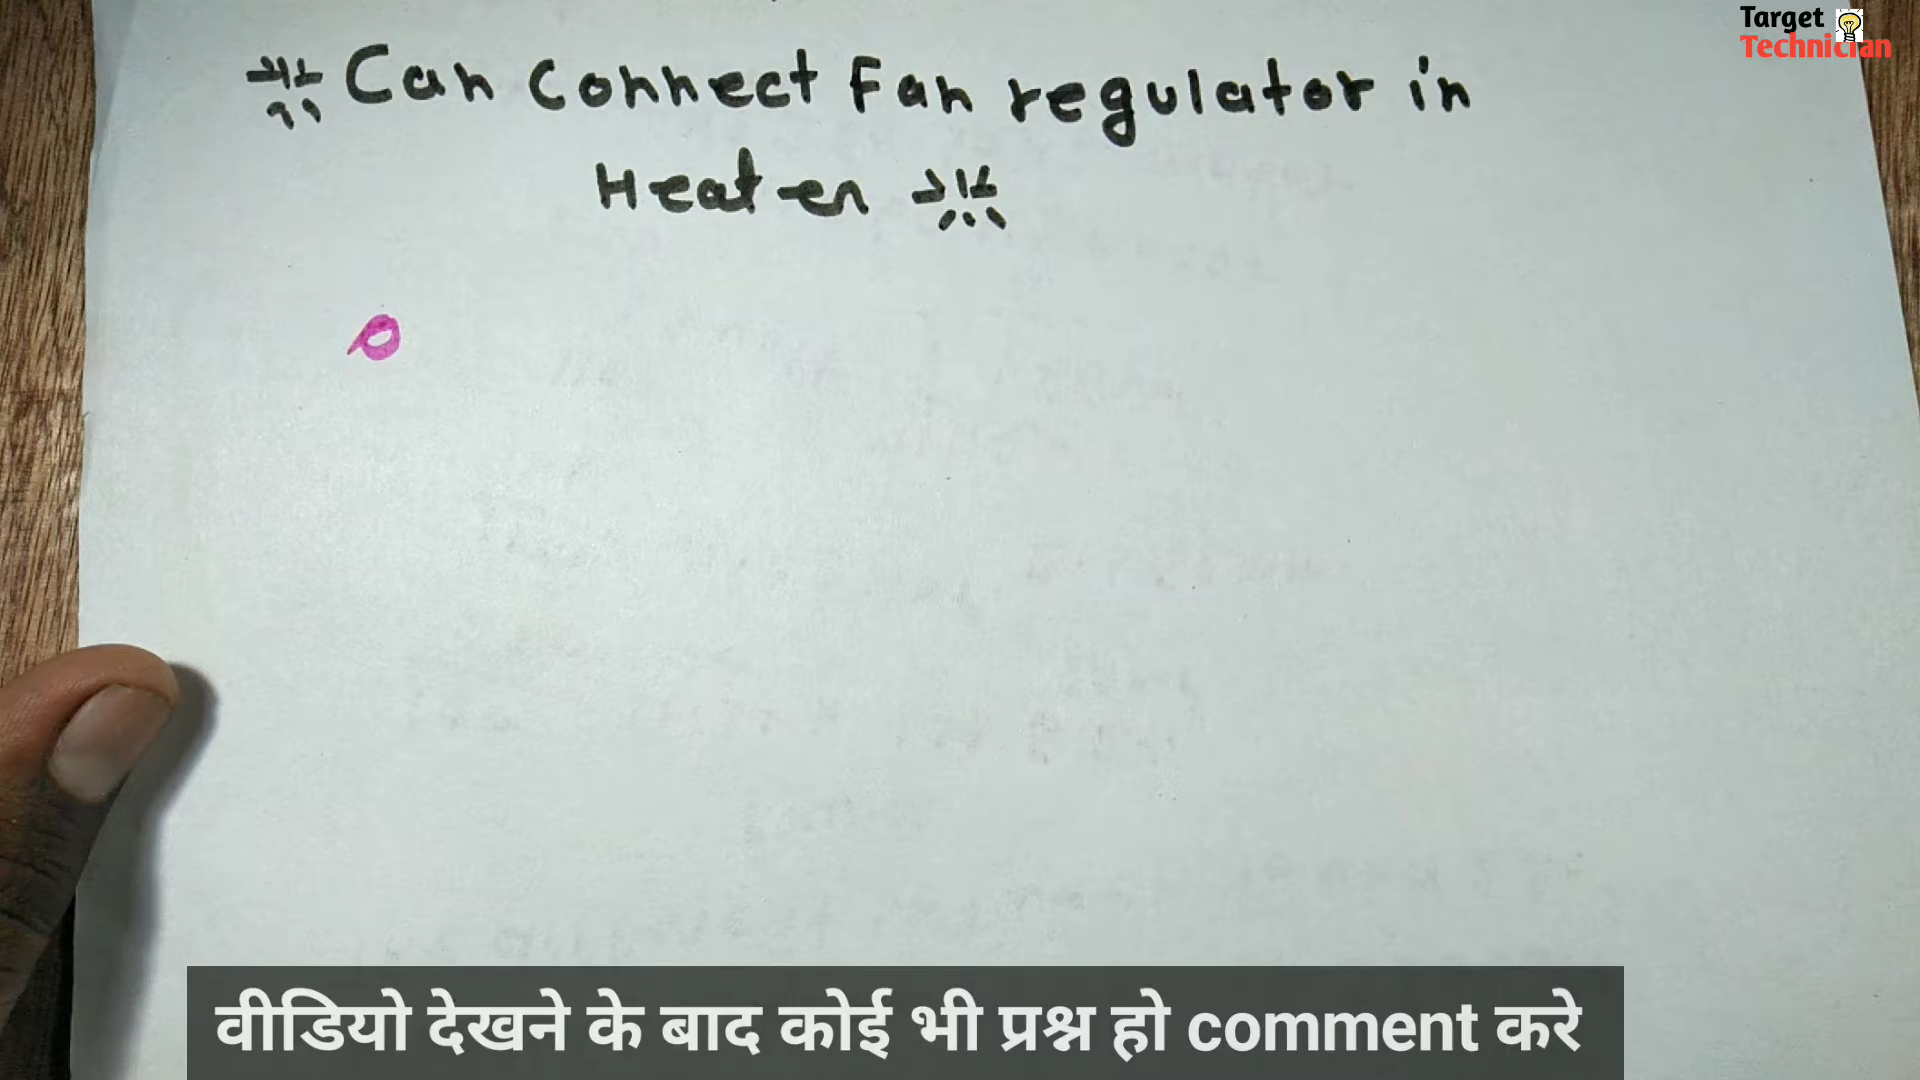 Target
Technician
Can Connect Fan regulator in
Heater
वीडियो देखने के बाद कोई भी प्रश्न हो comment करे